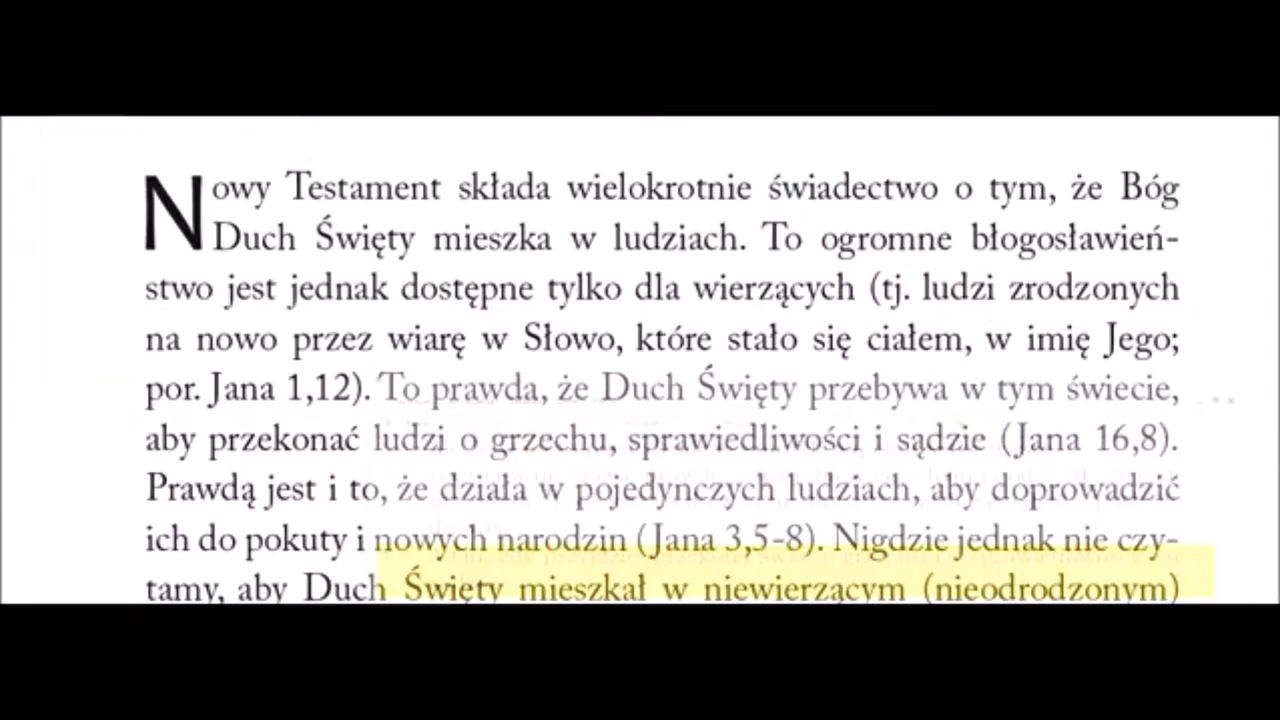 Nowy Testament składa wielokrotnie świadectwo o tym, że Bóg
Duch Święty mieszka w ludziach. To ogromne błogosławień-
stwo jest jednak dostępne tylko dla wierzących (tj. ludzi zrodzonych
na nowo przez wiarę w Słowo, które stało się ciałem, w imię Jego;
por. Jana 1,12). To prawda, że Duch Święty przebywa w tym świecie,
aby przekonać ludzi o grzechu, sprawiedliwości i sądzie (Jana 16,8).
Prawdą jest i to, że działa w pojedynczych ludziach, aby doprowadzić
ich do pokuty i nowych narodzin (Jana 3,5-8). Nigdzie jednak nie czy-
tamy, aby Duch Święty mieszkał w niewierzącym (nieodrodzonym)